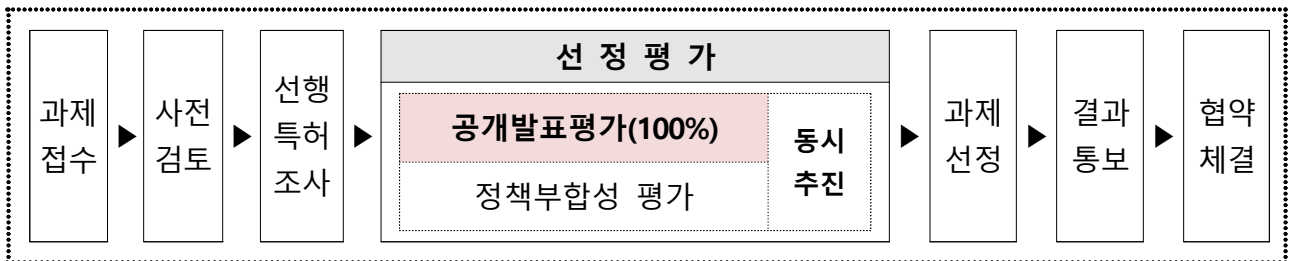 과제
접수
▶
사전
검토
▶
선행
특허
조사
▶
선 정 평 가
공개발표평가(100%)
정책부합성 평가
동시
추진
▶
과제
선정
▶
결과
통보
▶
협약
체결